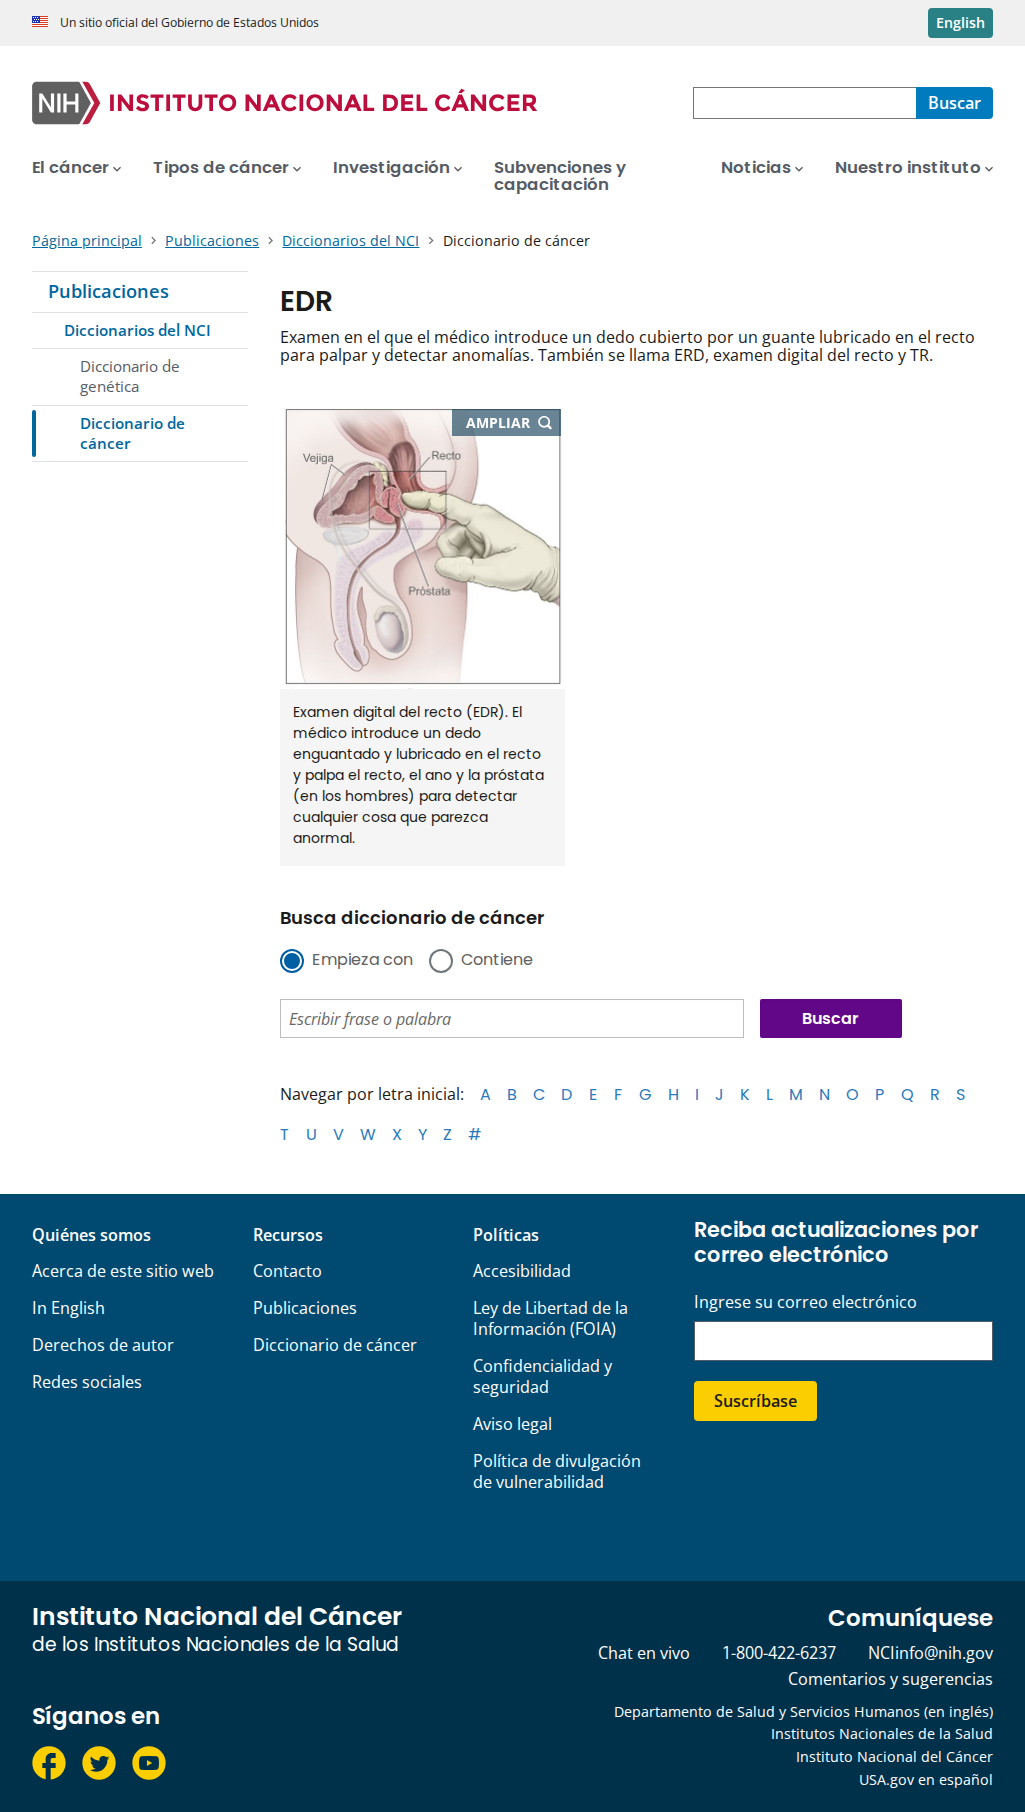 Un sitio oficial del Gobierno de Estados Unidos
English
NIH INSTITUTO NACIONAL DEL CÁNCER
Buscar
El cáncer
Tipos de cáncer
Investigación
Subvenciones y
capacitación
Noticias
Nuestro instituto
Página principal
Publicaciones
Diccionarios del NCI
Diccionario de cáncer
Publicaciones
Diccionarios del NCI
Diccionario de
genética
Diccionario de
cáncer
EDR
Examen en el que el médico introduce un dedo cubierto por un guante lubricado en el recto
para palpar y detectar anomalías. También se llama ERD, examen digital del recto y TR.
AMPLIAR
Vejiga
Recto
Próstata
Examen digital del recto (EDR). El
médico introduce un dedo
enguantado y lubricado en el recto
y palpa el recto, el ano y la próstata
(en los hombres) para detectar
cualquier cosa que parezca
anormal.
Busca diccionario de cáncer
Empieza con
Contiene
Escribir frase o palabra
Buscar
Navegar por letra inicial: A B C D E F G H I J K L M N O P Q R S
T U V W X Y Z #
Quiénes somos
Acerca de este sitio web
In English
Derechos de autor
Redes sociales
Recursos
Contacto
Publicaciones
Diccionario de cáncer
Políticas
Accesibilidad
Ley de Libertad de la
Información (FOIA)
Confidencialidad y
seguridad
Aviso legal
Política de divulgación
de vulnerabilidad
Reciba actualizaciones por
correo electrónico
Ingrese su correo electrónico
Suscríbase
Instituto Nacional del Cáncer
de los Institutos Nacionales de la Salud
Síganos en
Comuníquese
Chat en vivo 1-800-422-6237 NCIinfo@nih.gov
Comentarios y sugerencias
Departamento de Salud y Servicios Humanos (en inglés)
Institutos Nacionales de la Salud
Instituto Nacional del Cáncer
USA.gov en español